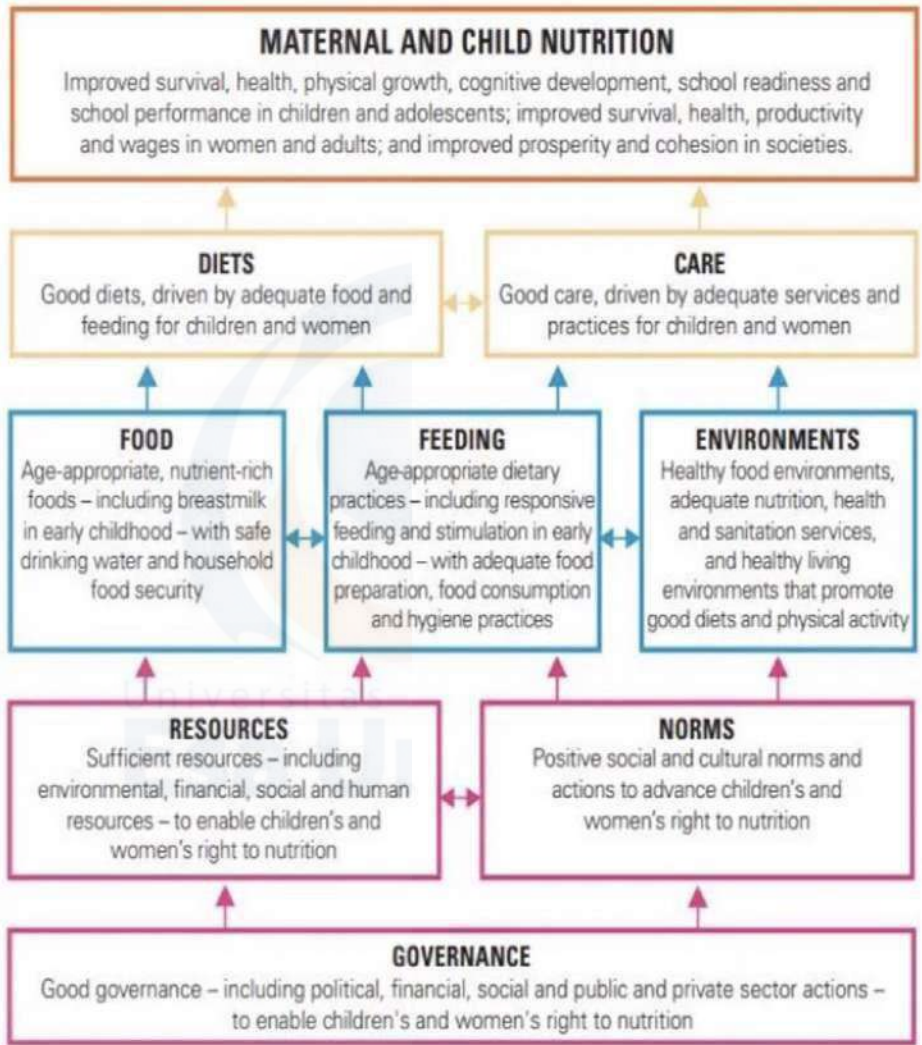 MATERNAL AND CHILD NUTRITION
Improved survival, health, physical growth, cognitive development, school readiness and
school performance in children and adolescents; improved survival, health, productivity
and wages in women and adults; and improved prosperity and cohesion in societies.
DIETS
Good diets, driven by adequate food and
feeding for children and women
CARE
Good care, driven by adequate services and
practices for children and women
FOOD
Age-appropriate, nutrient-rich
foods – including breastmilk
in early childhood – with safe
drinking water and household
food security
FEEDING
Age-appropriate dietary
practices – including responsive
feeding and stimulation in early
childhood – with adequate food
preparation, food consumption
and hygiene practices
ENVIRONMENTS
Healthy food environments,
adequate nutrition, health
and sanitation services,
and healthy living
environments that promote
good diets and physical activity
Universitas
RESOURCES
Sufficient resources – including
environmental, financial, social and human
resources – to enable children's and
women's right to nutrition
NORMS
Positive social and cultural norms and
actions to advance children's and
women's right to nutrition
GOVERNANCE
Good governance – including political, financial, social and public and private sector actions –
to enable children's and women's right to nutrition